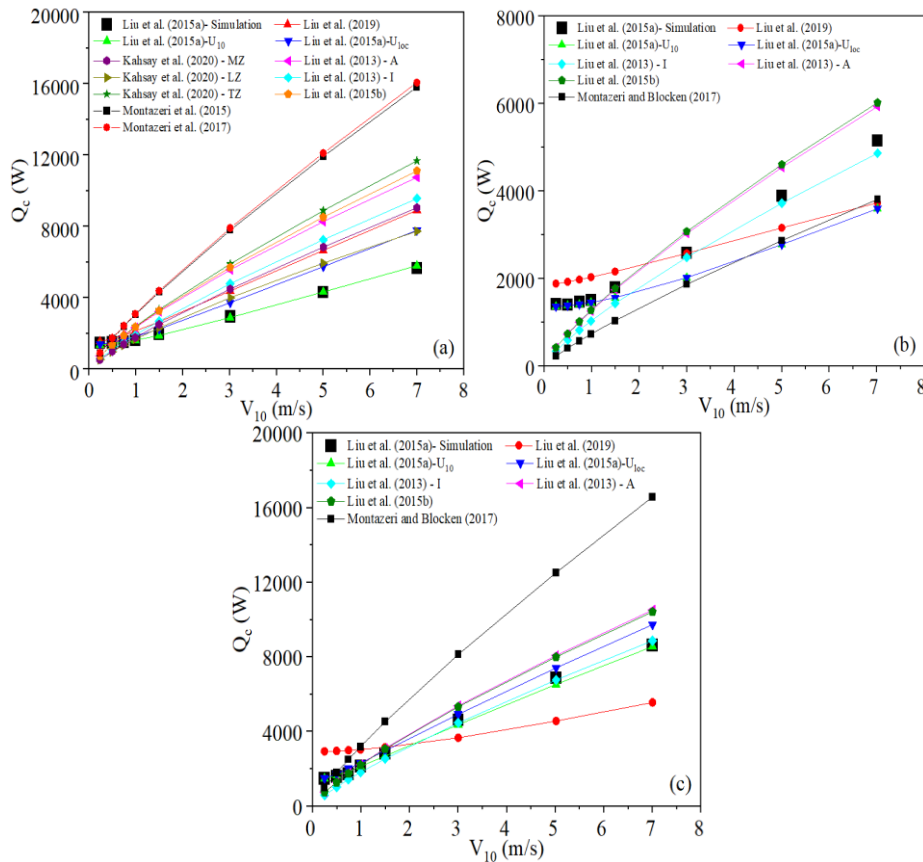 20000
16000
12000
8000
4000
0
Q_c (W)
Liu et al. (2015a)- Simulation
Liu et al. (2019)
Liu et al. (2015a)-U_10
Liu et al. (2015a)-U_loc
Kahsay et al. (2020) - MZ
Liu et al. (2013) - A
Kahsay et al. (2020) - LZ
Liu et al. (2013) - I
Kahsay et al. (2020) - TZ
Liu et al. (2015b)
Montazeri et al. (2015)
Montazeri et al. (2017)
(a)
0 1 2 3 4 5 6 7 8
V_10 (m/s)
8000
6000
4000
2000
0
Q_c (W)
Liu et al. (2015a)- Simulation
Liu et al. (2019)
Liu et al. (2015a)-U_10
Liu et al. (2015a)-U_loc
Liu et al. (2013) - I
Liu et al. (2013) - A
Liu et al. (2015b)
Montazeri and Blocken (2017)
(b)
0 1 2 3 4 5 6 7 8
V_10 (m/s)
20000
16000
12000
8000
4000
0
Q_c (W)
Liu et al. (2015a)- Simulation
Liu et al. (2019)
Liu et al. (2015a)-U_10
Liu et al. (2015a)-U_loc
Liu et al. (2013) - I
Liu et al. (2013) - A
Liu et al. (2015b)
Montazeri and Blocken (2017)
(c)
0 1 2 3 4 5 6 7 8
V_10 (m/s)